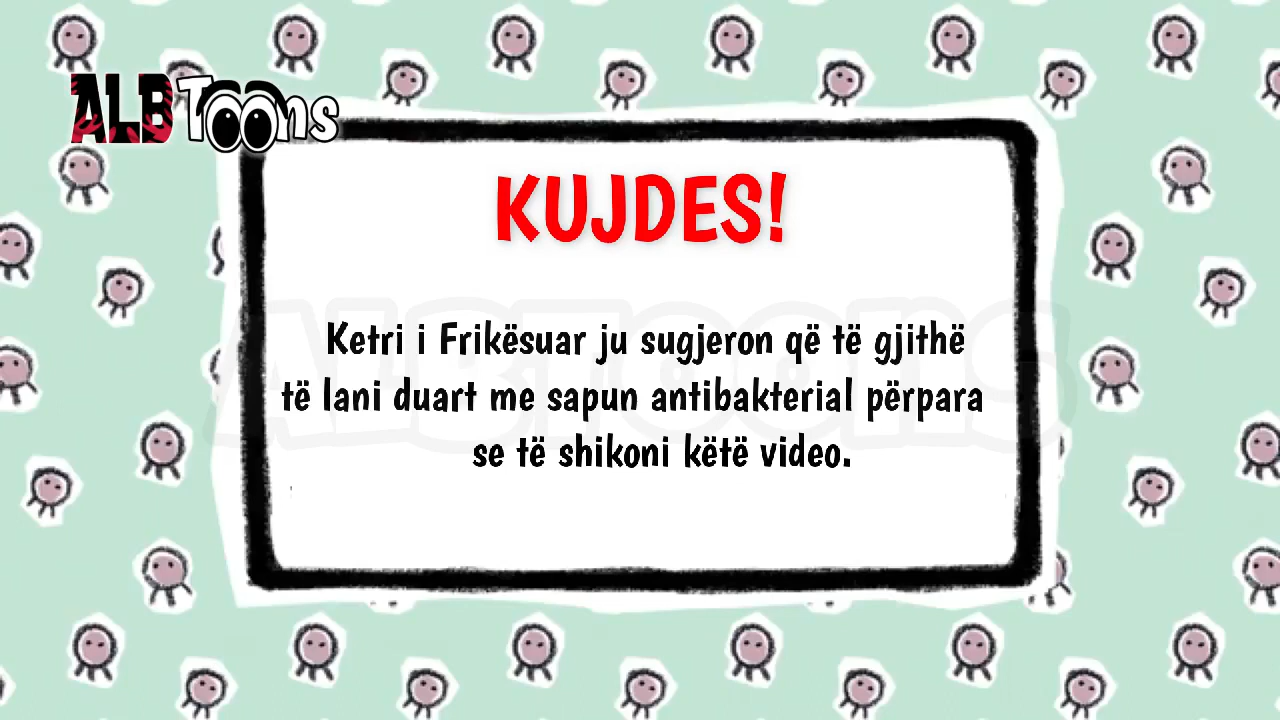 ALBToons
KUJDES!
ALBToons
Ketri i Frikësuar ju sugjeron që të gjithë
të lani duart me sapun antibakterial përpara
se të shikoni këtë video.